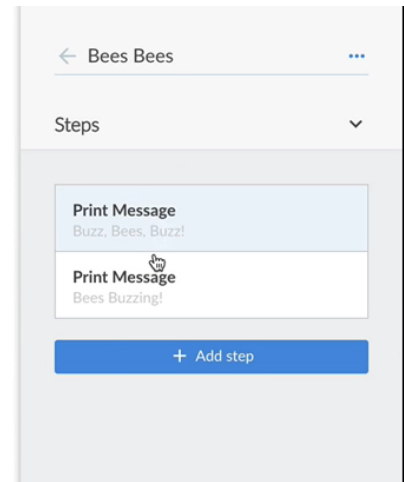 Bees Bees
Steps
Print Message
Buzz, Bees, Buzz!
Print Message
Bees Buzzing!
+ Add step